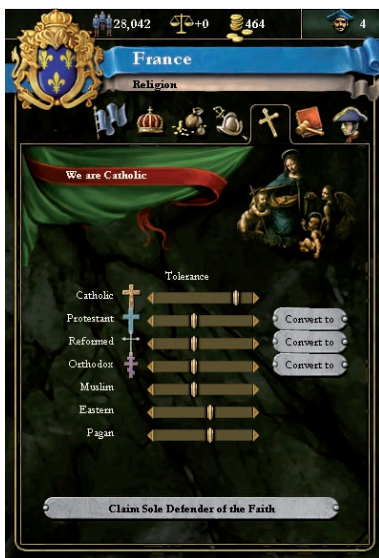 28,042 +0 464 4
France
Religion
We are Catholic
Tolerance
Catholic
Protestant Convert to
Reformed Convert to
Orthodox Convert to
Muslim
Eastern
Pagan
Claim Sole Defender of the Faith